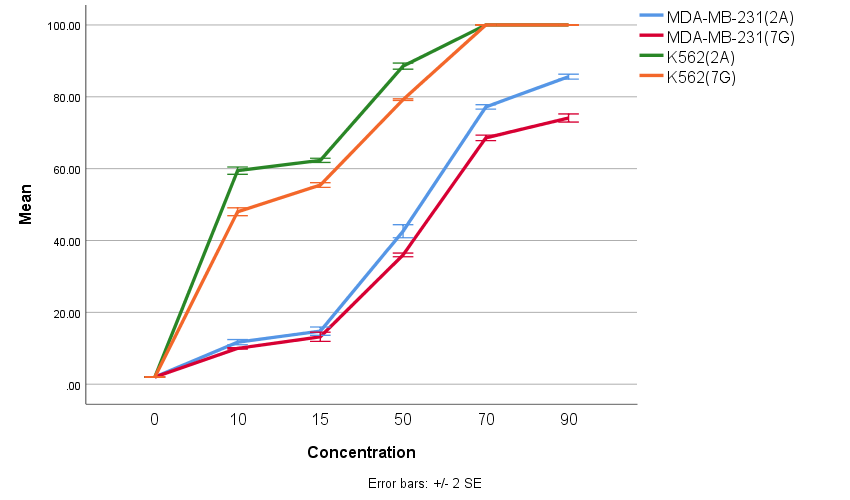 100.00
80.00
60.00
40.00
20.00
.00
Mean
0 10 15 50 70 90
Concentration
Error bars: +/- 2 SE
MDA-MB-231(2A)
MDA-MB-231(7G)
K562(2A)
K562(7G)